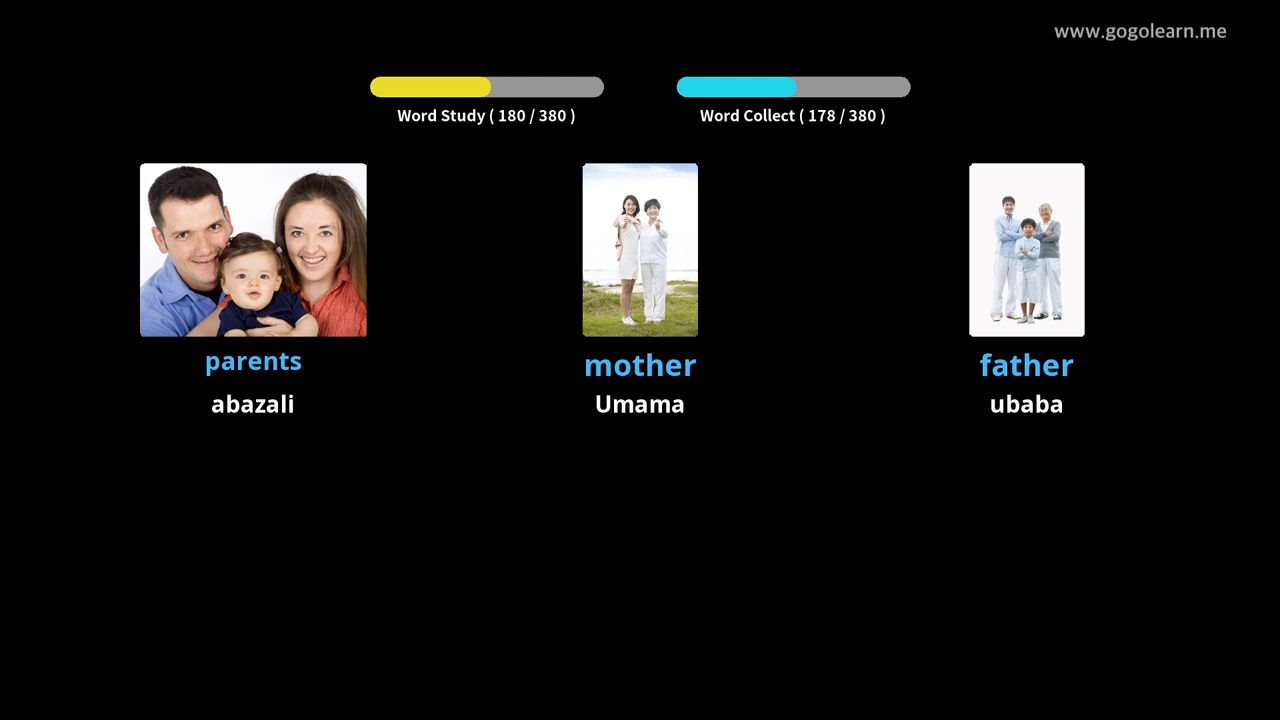 www.gogolearn.me
Word Study ( 180 / 380 )
Word Collect ( 178 / 380 )
parents
mother
father
abazali
Umama
ubaba